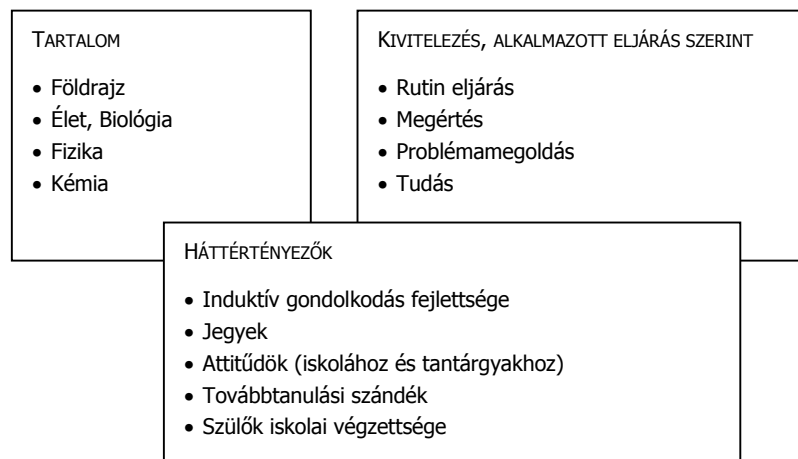 TARTALOM
• Földrajz
• Élet, Biológia
• Fizika
• Kémia
KIVITELEZÉS, ALKALMAZOTT ELJÁRÁS SZERINT
• Rutin eljárás
• Megértés
• Problémamegoldás
• Tudás
HÁTTÉRTÉNYEZŐK
• Induktív gondolkodás fejlettsége
• Jegyek
• Attitűdök (iskolához és tantárgyakhoz)
• Továbbtanulási szándék
• Szülők iskolai végzettsége